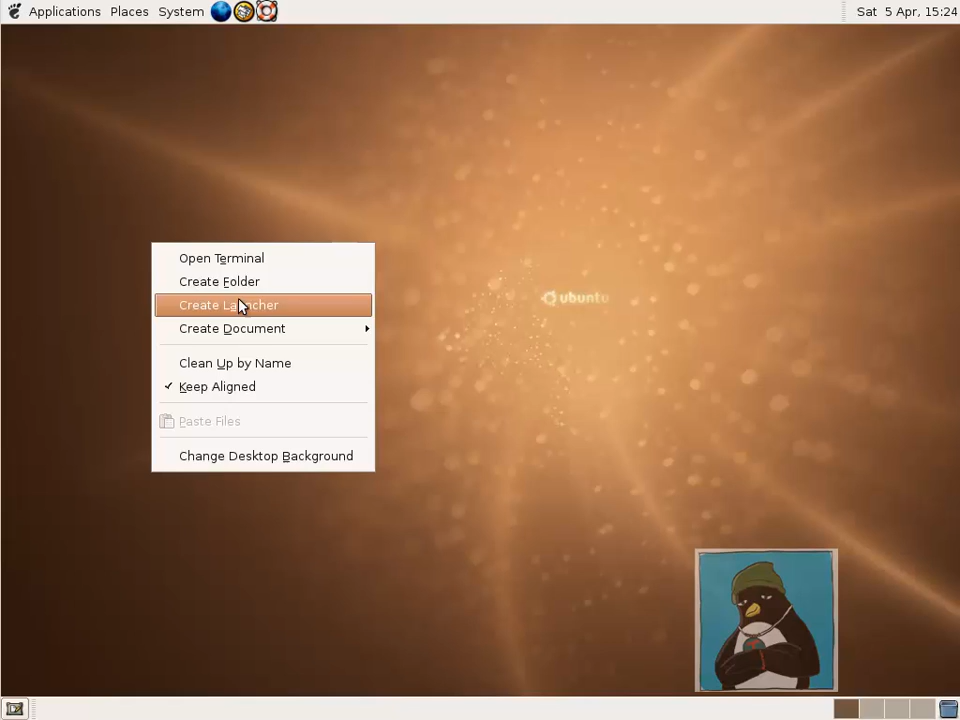 Applications Places System Sat 5 Apr, 15:24
Open Terminal
Create Folder
Create Launcher
Create Document
Clean Up by Name
Keep Aligned
Paste Files
Change Desktop Background
ubuntu